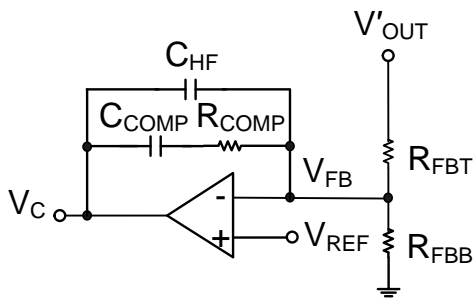 V'OUT
CHF
CCOMP RCOMP
VFB
RFBT
VC
-
+
VREF
RFBB